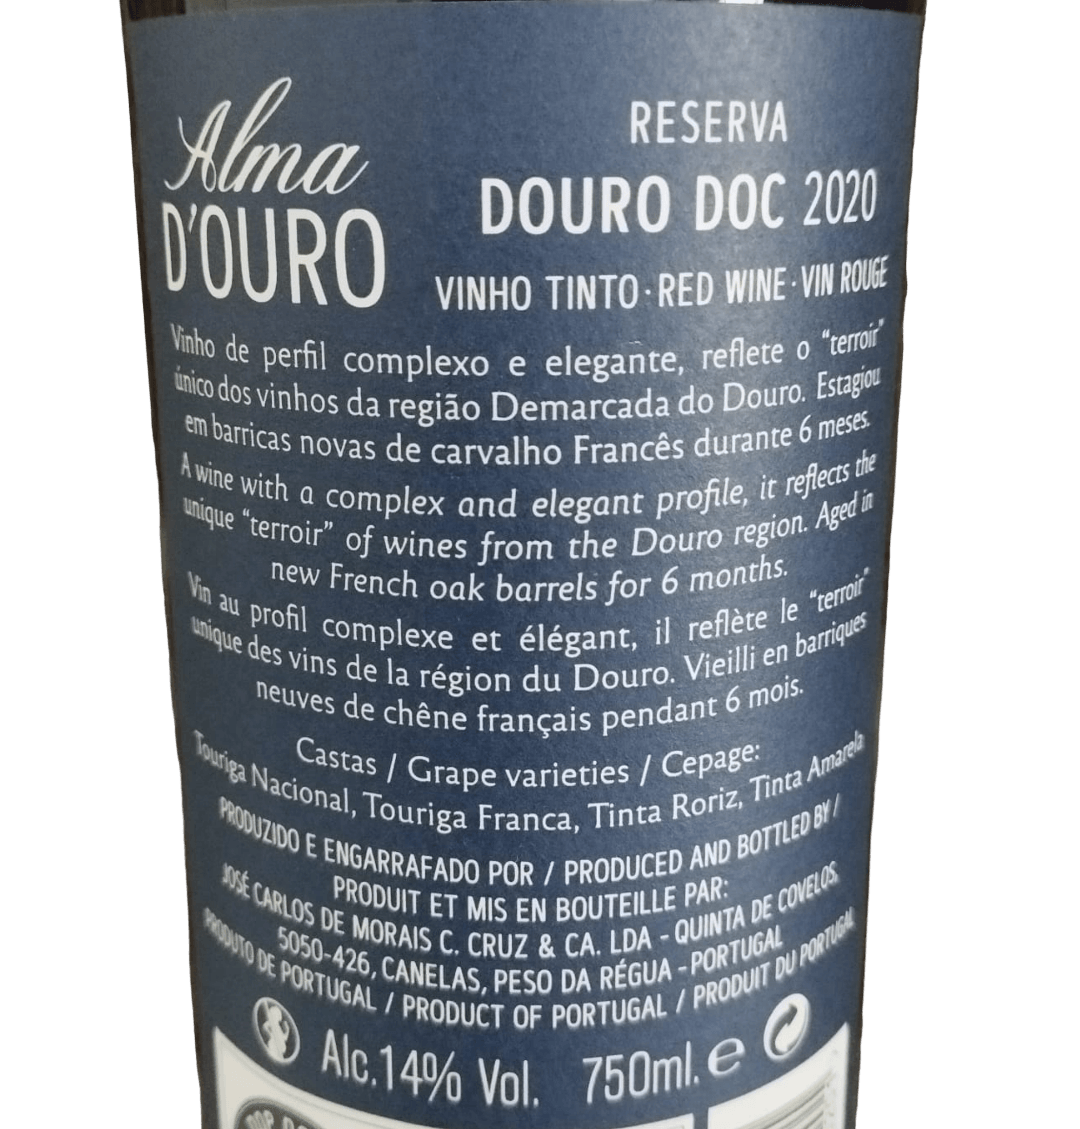 Alma
D'OURO
RESERVA
DOURO DOC 2020
VINHO TINTO·RED WINE·VIN ROUGE
Vinho de perfil complexo e elegante, reflete o "terroir"
único dos vinhos da região Demarcada do Douro. Estagiou
em barricas novas de carvalho Francês durante 6 meses.
A wine with a complex and elegant profile, it reflects the
unique "terroir" of wines from the Douro region. Aged in
new French oak barrels for 6 months.
Vin au profil complexe et élégant, il reflète le "terroir"
unique des vins de la région du Douro. Vieilli en barriques
neuves de chêne français pendant 6 mois.
Castas / Grape varieties / Cepage:
Touriga Nacional, Touriga Franca, Tinta Roriz, Tinta Amarela
PRODUZIDO E ENGARRAFADO POR / PRODUCED AND BOTTLED BY /
PRODUIT ET MIS EN BOUTEILLE PAR:
JOSÉ CARLOS DE MORAIS C. CRUZ & CA. LDA - QUINTA DE COVELOS,
5050-426, CANELAS, PESO DA RÉGUA - PORTUGAL
PRODUTO DE PORTUGAL / PRODUCT OF PORTUGAL / PRODUIT DU PORTUGAL
Alc.14% Vol. 750ml. e